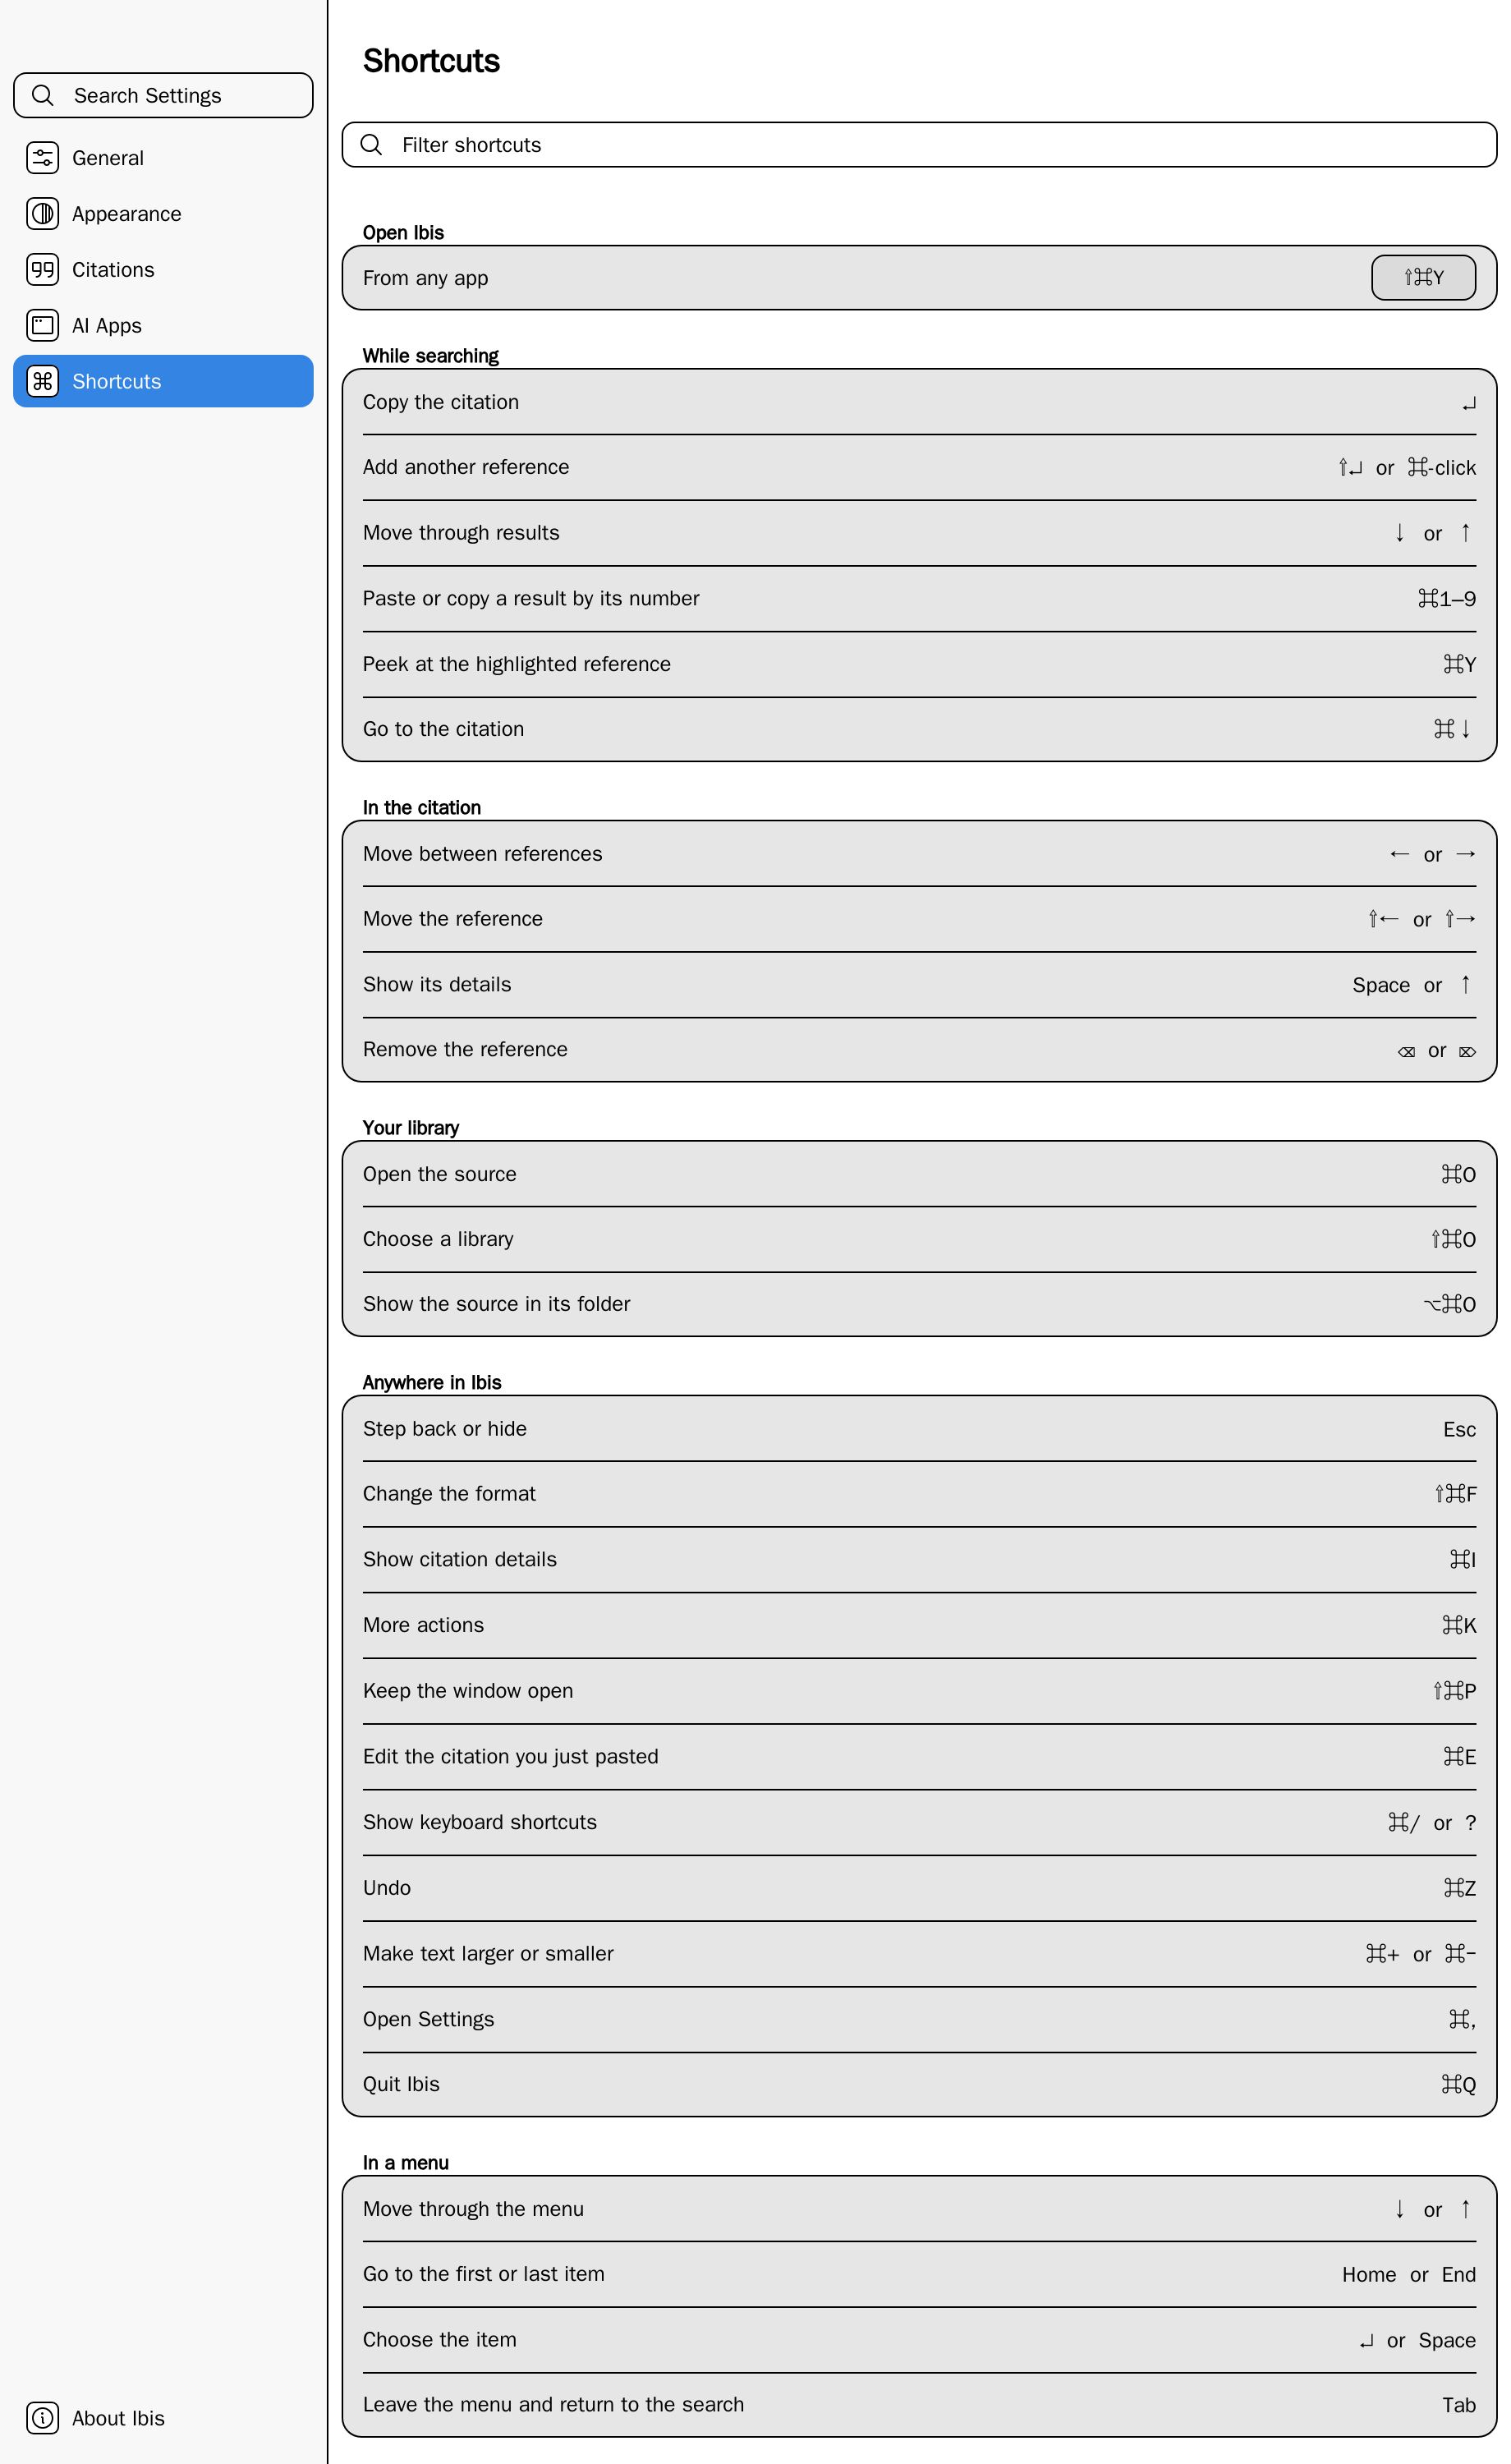 Shortcuts
Search Settings
General
Appearance
Citations
AI Apps
Shortcuts
About Ibis
Filter shortcuts
Open Ibis
From any app ⇧⌘Y
While searching
Copy the citation ↵
Add another reference ⇧↵ or ⌘-click
Move through results ↓ or ↑
Paste or copy a result by its number ⌘1–9
Peek at the highlighted reference ⌘Y
Go to the citation ⌘↓
In the citation
Move between references ← or →
Move the reference ⇧← or ⇧→
Show its details Space or ↑
Remove the reference ⌫ or ⌦
Your library
Open the source ⌘O
Choose a library ⇧⌘O
Show the source in its folder ⌥⌘O
Anywhere in Ibis
Step back or hide Esc
Change the format ⇧⌘F
Show citation details ⌘I
More actions ⌘K
Keep the window open ⇧⌘P
Edit the citation you just pasted ⌘E
Show keyboard shortcuts ⌘/ or ?
Undo ⌘Z
Make text larger or smaller ⌘+ or ⌘−
Open Settings ⌘,
Quit Ibis ⌘Q
In a menu
Move through the menu ↓ or ↑
Go to the first or last item Home or End
Choose the item ↵ or Space
Leave the menu and return to the search Tab